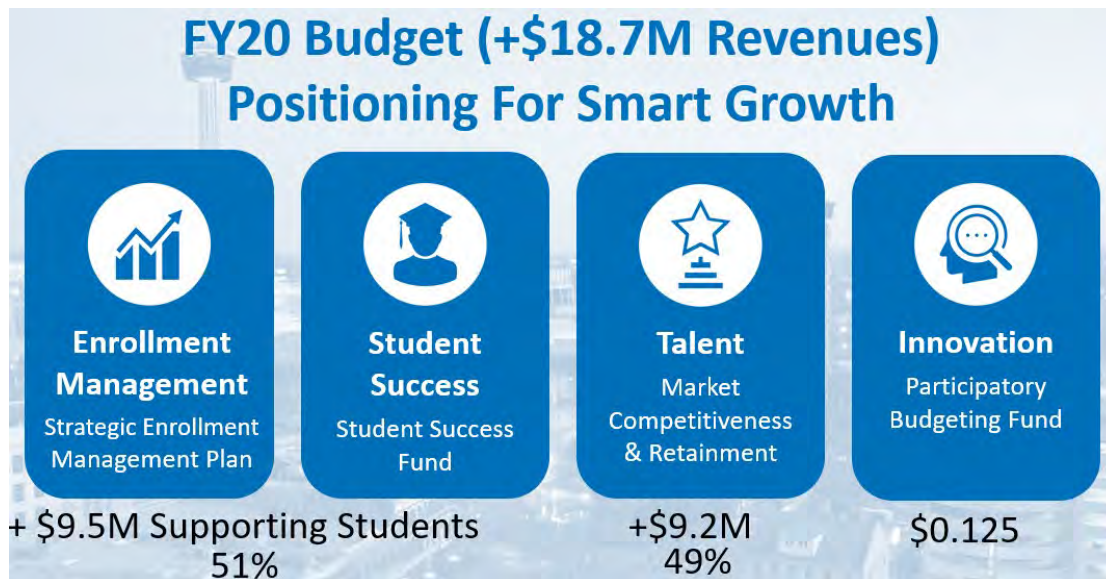 FY20 Budget (+$18.7M Revenues)
Positioning For Smart Growth
Enrollment
Management
Strategic Enrollment
Management Plan
Student
Success
Student Success
Fund
Talent
Market
Competitiveness
& Retainment
Innovation
Participatory
Budgeting Fund
+ $9.5M Supporting Students
51%
+$9.2M
49%
$0.125